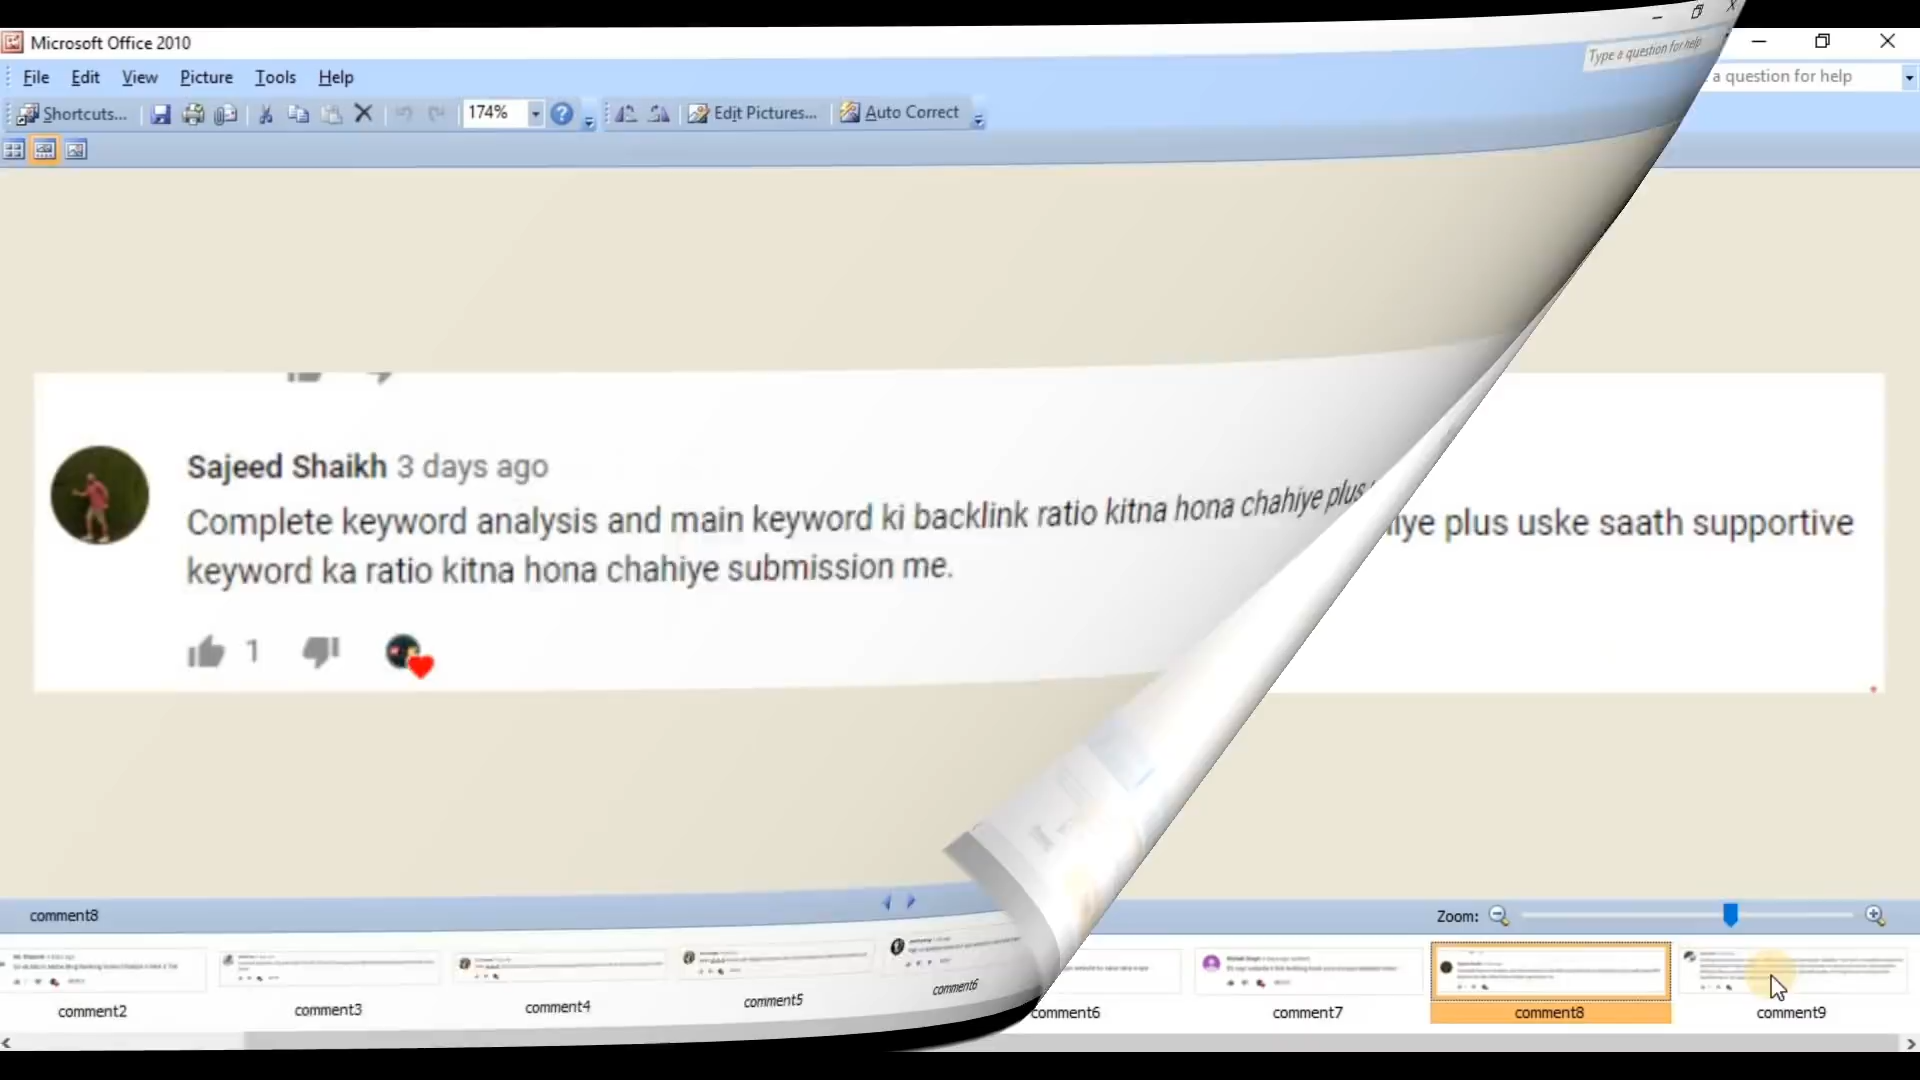 Microsoft Office 2010
Type a question for help
a question for help
File Edit View Picture Tools Help
Shortcuts... 174% Edit Pictures... Auto Correct
Sajeed Shaikh 3 days ago
Complete keyword analysis and main keyword ki backlink ratio kitna hona chahiye plus
plus uske saath supportive
keyword ka ratio kitna hona chahiye submission me.
1
comment8
Zoom:
comment2 comment3 comment4 comment5 comment6 comment6 comment7 comment8 comment9